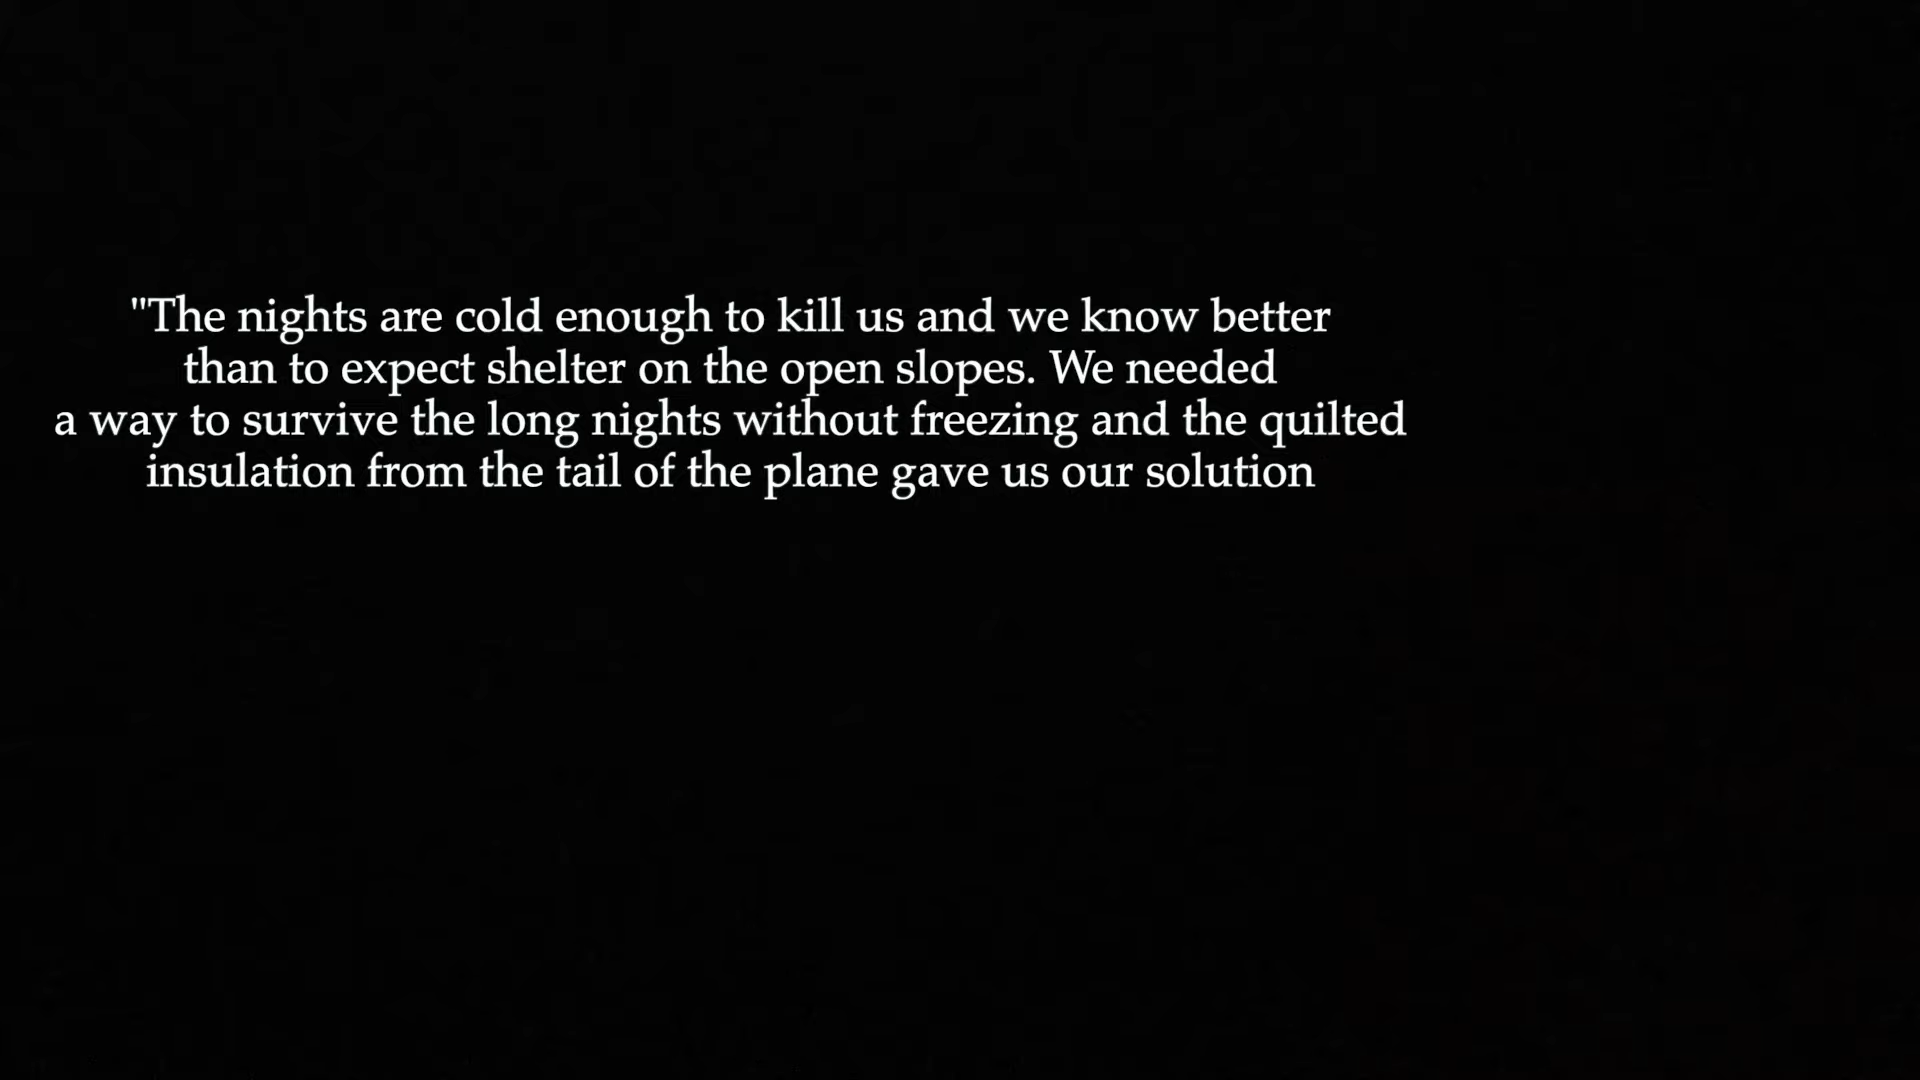 "The nights are cold enough to kill us and we know better
than to expect shelter on the open slopes. We needed
a way to survive the long nights without freezing and the quilted
insulation from the tail of the plane gave us our solution